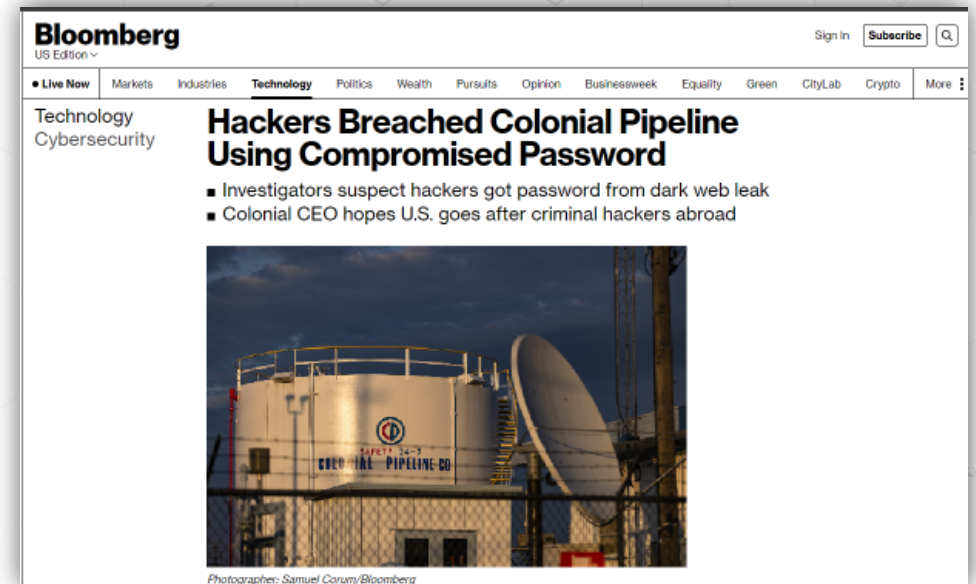 Bloomberg
US Edition
Sign In Subscribe
Live Now Markets Industries Technology Politics Wealth Pursuits Opinion Businessweek Equality Green CityLab Crypto More
Technology
Cybersecurity
Hackers Breached Colonial Pipeline
Using Compromised Password
■ Investigators suspect hackers got password from dark web leak
■ Colonial CEO hopes U.S. goes after criminal hackers abroad
SAFETY 24-7
COLONIAL PIPELINE CO
Photographer: Samuel Corum/Bloomberg